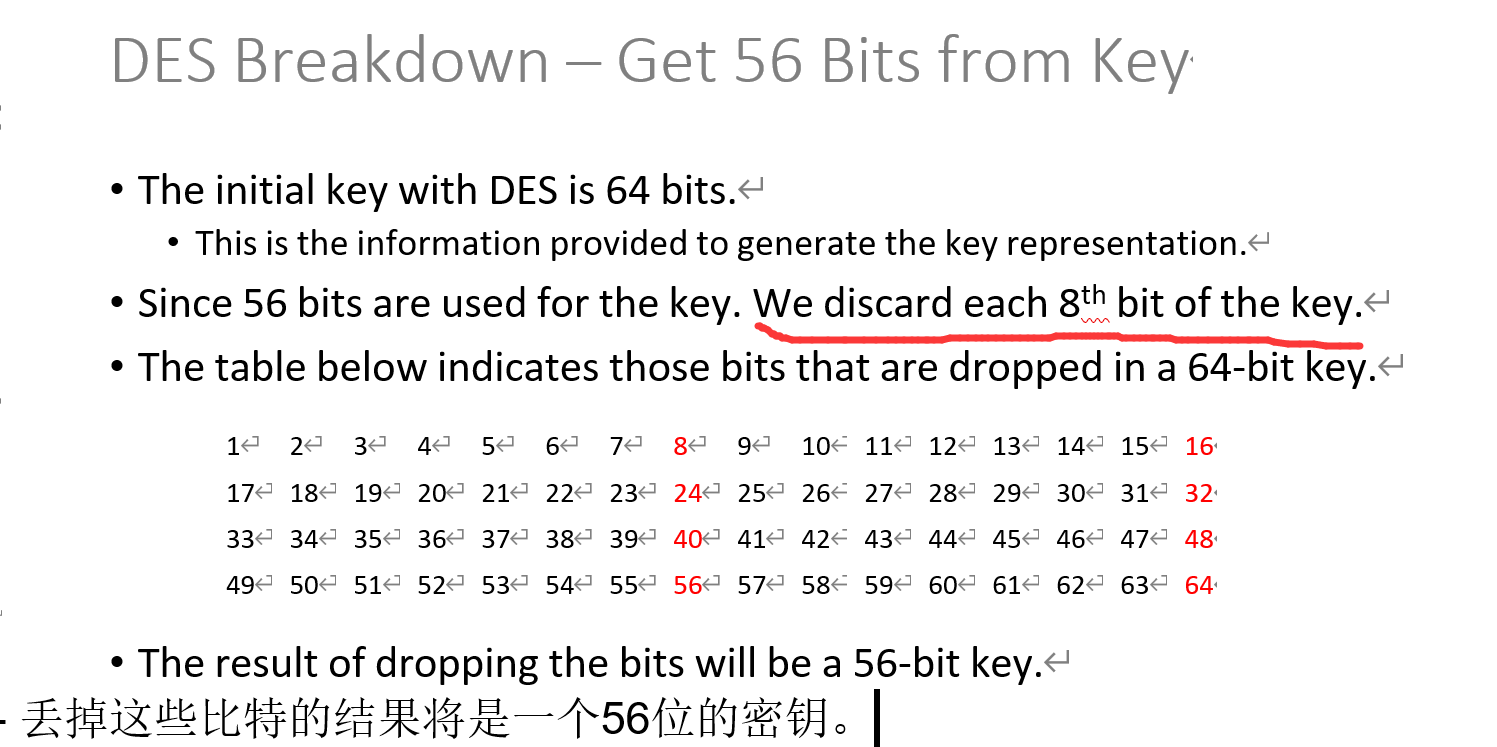 DES Breakdown – Get 56 Bits from Key
• The initial key with DES is 64 bits.↵
• This is the information provided to generate the key representation.↵
• Since 56 bits are used for the key. We discard each 8th bit of the key.↵
• The table below indicates those bits that are dropped in a 64-bit key.↵
1↵ 2↵ 3↵ 4↵ 5↵ 6↵ 7↵ 8↵ 9↵ 10↵ 11↵ 12↵ 13↵ 14↵ 15↵ 16
17↵ 18↵ 19↵ 20↵ 21↵ 22↵ 23↵ 24↵ 25↵ 26↵ 27↵ 28↵ 29↵ 30↵ 31↵ 32
33↵ 34↵ 35↵ 36↵ 37↵ 38↵ 39↵ 40↵ 41↵ 42↵ 43↵ 44↵ 45↵ 46↵ 47↵ 48
49↵ 50↵ 51↵ 52↵ 53↵ 54↵ 55↵ 56↵ 57↵ 58↵ 59↵ 60↵ 61↵ 62↵ 63↵ 64
• The result of dropping the bits will be a 56-bit key.↵
- 丢掉这些比特的结果将是一个56位的密钥。